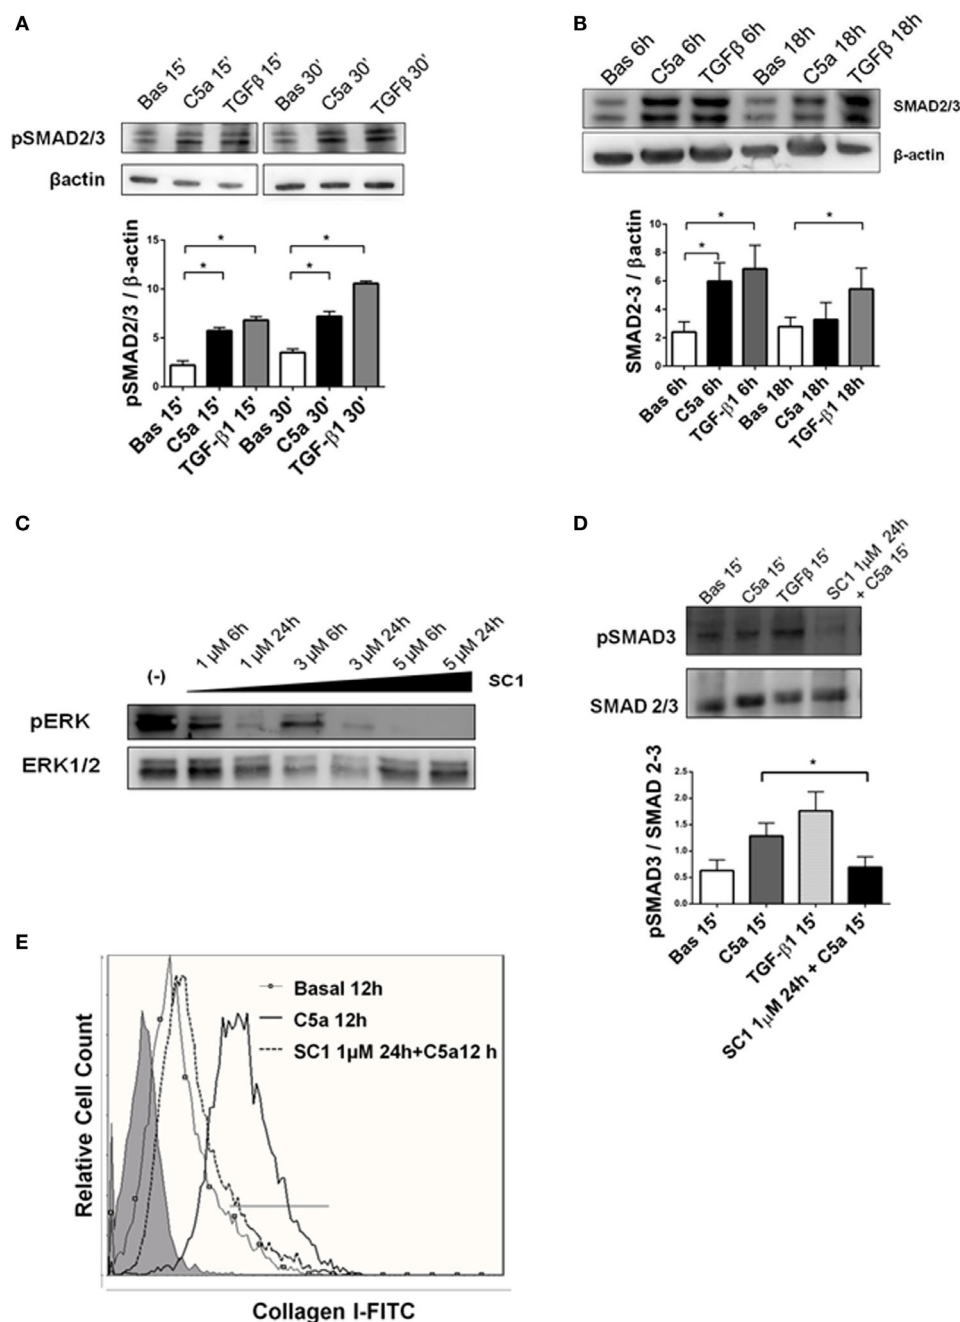 A
Bas 15'
C5a 15'
TGFβ 15'
Bas 30'
C5a 30'
TGFβ 30'
pSMAD2/3
βactin
15
10
5
0
pSMAD2/3 / β-actin
*
*
*
*
Bas 15'
C5a 15'
TGF-β1 15'
Bas 30'
C5a 30'
TGF-β1 30'
B
Bas 6h
C5a 6h
TGFβ 6h
Bas 18h
C5a 18h
TGFβ 18h
SMAD2/3
β-actin
10
8
6
4
2
0
SMAD2-3 / βactin
*
*
*
Bas 6h
C5a 6h
TGF-β1 6h
Bas 18h
C5a 18h
TGF-β1 18h
C
(-)
1 µM 6h
1 µM 24h
3 µM 6h
3 µM 24h
5 µM 6h
5 µM 24h
SC1
pERK
ERK1/2
D
Bas 15'
C5a 15'
TGFβ 15'
SC1 1µM 24h
+ C5a 15'
pSMAD3
SMAD 2/3
2.5
2.0
1.5
1.0
0.5
0.0
pSMAD3 / SMAD 2-3
*
Bas 15'
C5a 15'
TGF-β1 15'
SC1 1µM 24h + C5a 15'
E
Basal 12h
C5a 12h
SC1 1µM 24h+C5a12 h
Relative Cell Count
Collagen I-FITC